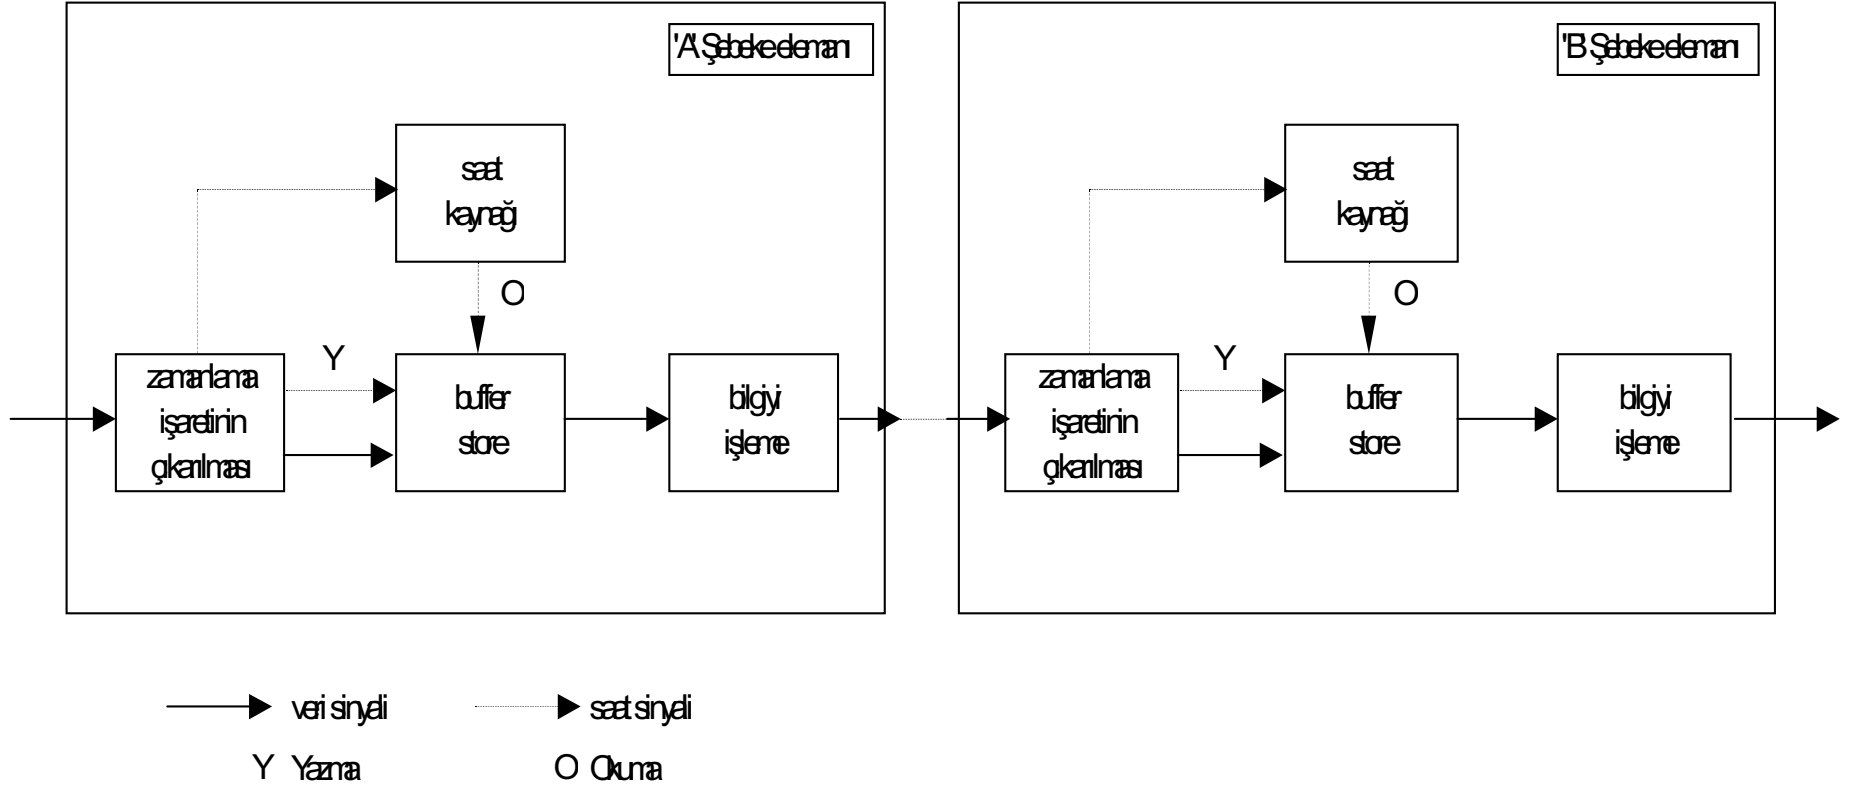 'A' Şebeke elemanı
'B' Şebeke elemanı
saat
kaynağı
saat
kaynağı
O
O
Y
Y
zamanlama
işaretinin
çıkarılması
buffer
store
bilgiyi
işleme
zamanlama
işaretinin
çıkarılması
buffer
store
bilgiyi
işleme
veri sinyali
saat sinyali
Y Yazma
O Okuma